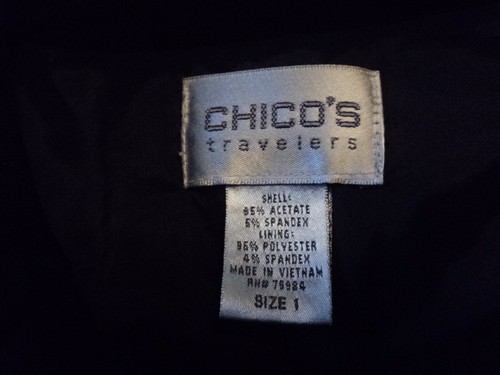 CHICO'S
travelers
SHELL:
95% ACETATE
5% SPANDEX
LINING:
96% POLYESTER
4% SPANDEX
MADE IN VIETNAM
RN# 79984
SIZE 1